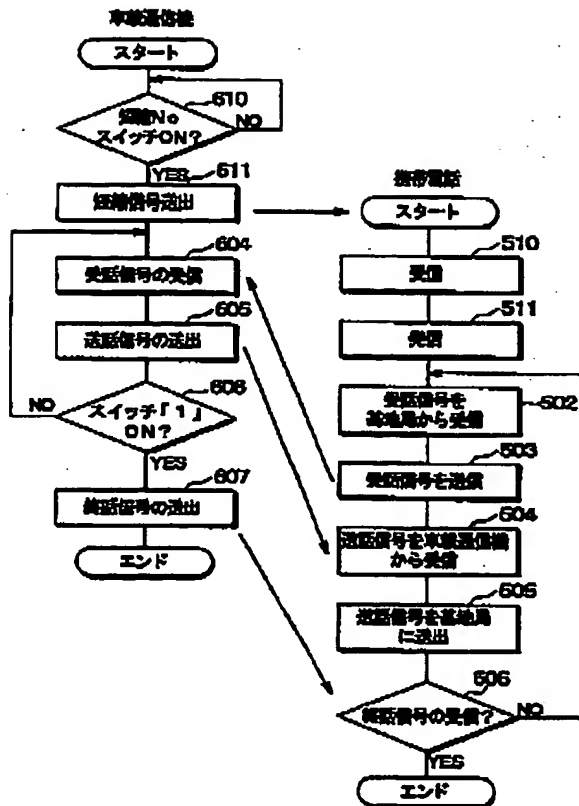 車載通信機
スタート
610
短縮No
スイッチON?
NO
YES
611
短縮信号送出
604
受話信号の受信
605
送話信号の送出
606
スイッチ『1』
ON?
NO
YES
607
終話信号の送出
エンド
携帯電話
スタート
510
受信
511
発信
502
受話信号を
基地局から受信
503
受話信号を送信
504
送話信号を車載通信機
から受信
505
送話信号を基地局
に送出
506
終話信号の受信?
NO
YES
エンド